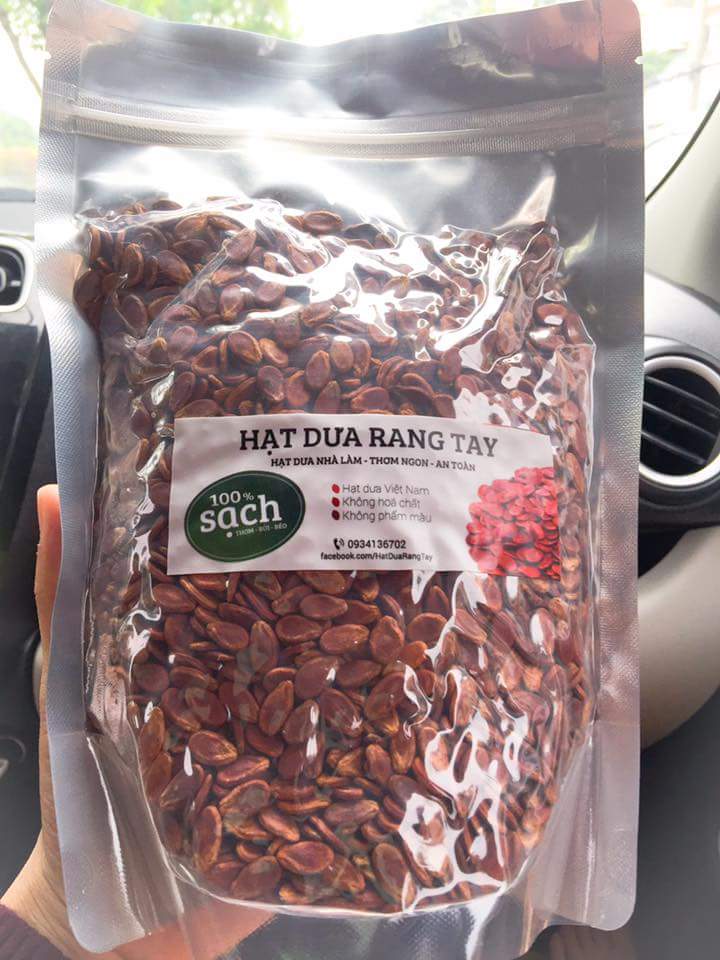 HẠT DƯA RANG TAY
HẠT DƯA NHÀ LÀM - THƠM NGON - AN TOÀN
100%
sạch
THƠM - BÙI - BÉO
Hạt dưa Việt Nam
Không hoá chất
Không phẩm màu
0934136702
facebook.com/HatDuaRangTay